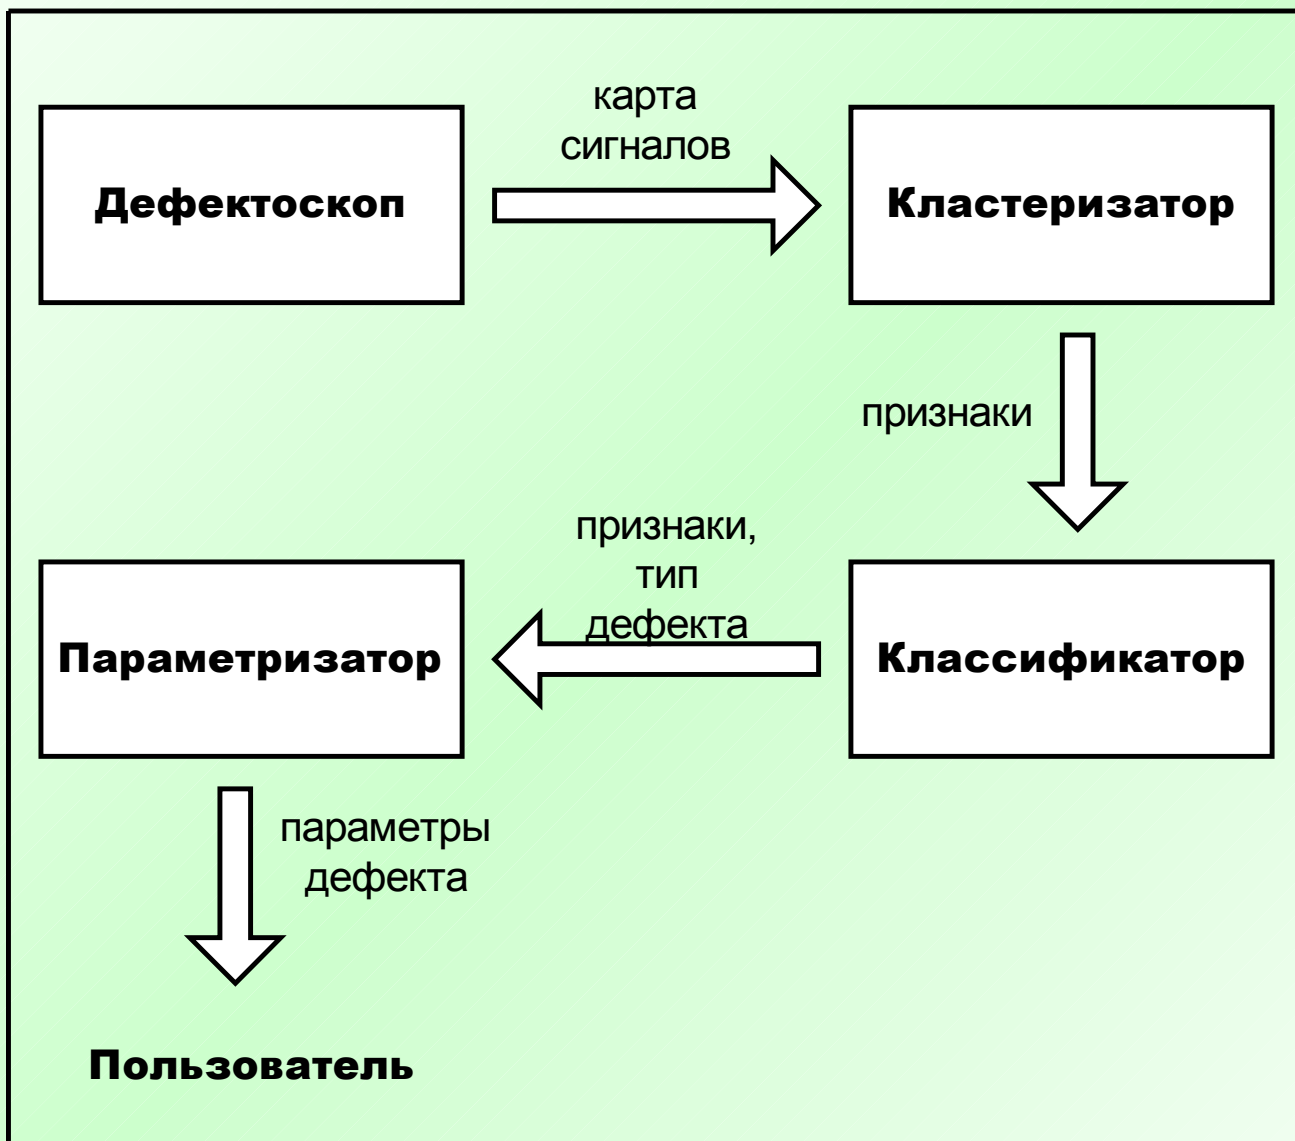 карта
сигналов
Дефектоскоп
Кластеризатор
признаки
признаки,
тип
дефекта
Параметризатор
Классификатор
параметры
дефекта
Пользователь